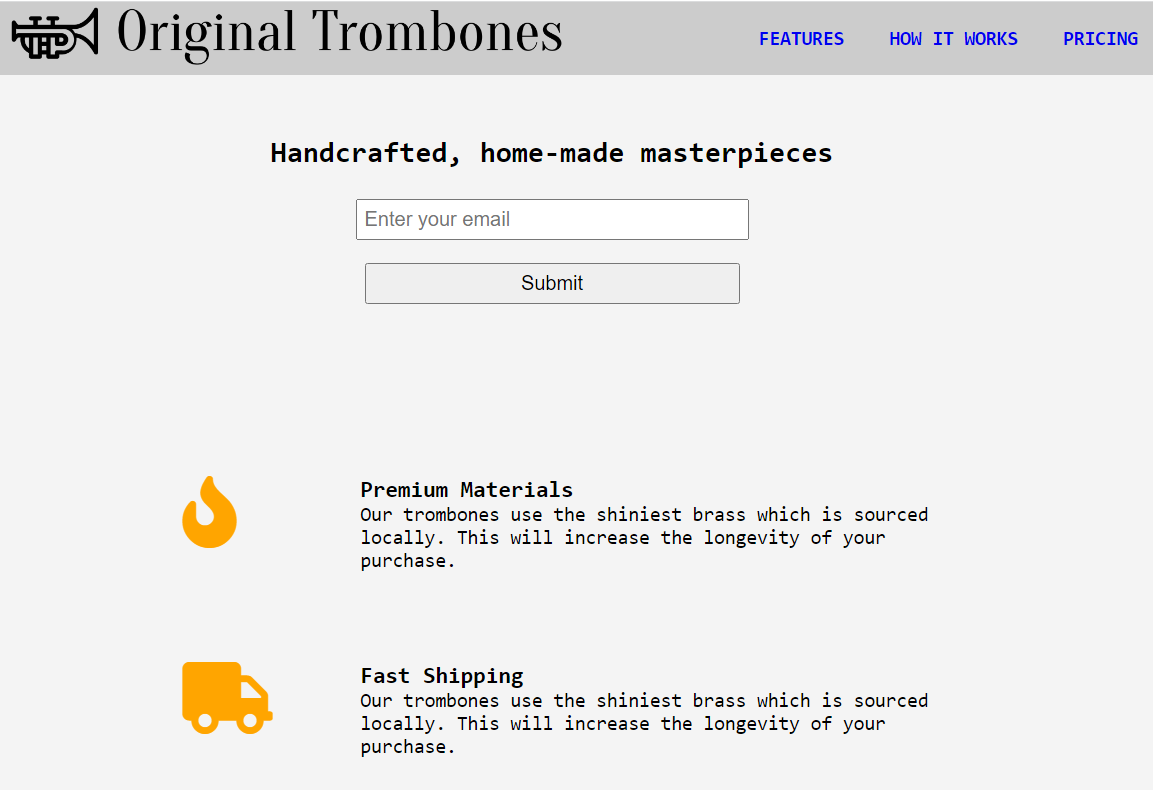 Original Trombones
FEATURES
HOW IT WORKS
PRICING
Handcrafted, home-made masterpieces
Enter your email
Submit
Premium Materials
Our trombones use the shiniest brass which is sourced
locally. This will increase the longevity of your
purchase.
Fast Shipping
Our trombones use the shiniest brass which is sourced
locally. This will increase the longevity of your
purchase.